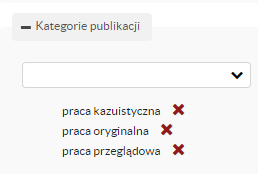 Kategorie publikacji
praca kazuistyczna
praca oryginalna
praca przeglądowa